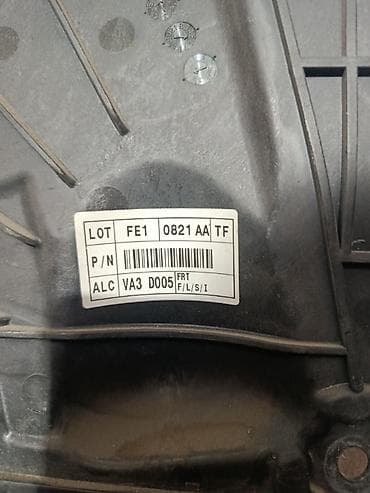 LOT FE1 0821 AA TF
P/N
ALC VA3 D005 FRT
F/L/S/I